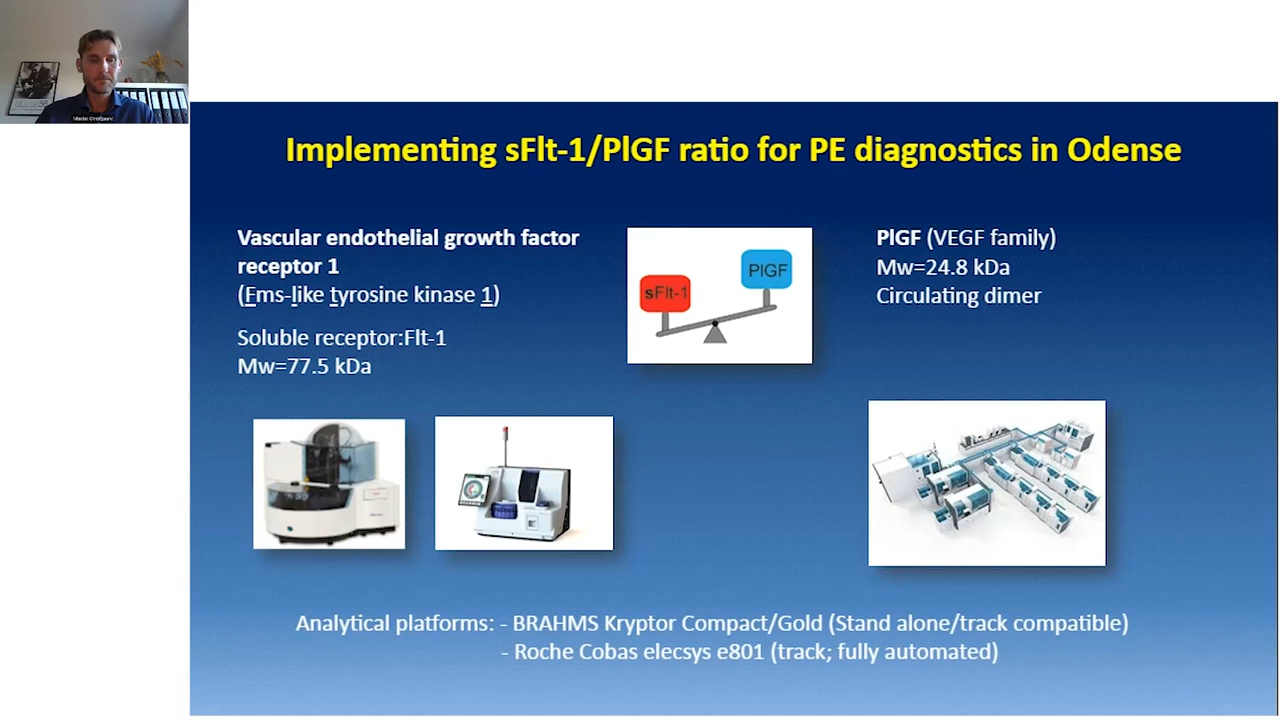 Implementing sFlt-1/PlGF ratio for PE diagnostics in Odense
Vascular endothelial growth factor
receptor 1
(Fms-like tyrosine kinase 1)
Soluble receptor:Flt-1
Mw=77.5 kDa
sFlt-1
PlGF
PlGF (VEGF family)
Mw=24.8 kDa
Circulating dimer
Analytical platforms: - BRAHMS Kryptor Compact/Gold (Stand alone/track compatible)
- Roche Cobas elecsys e801 (track; fully automated)